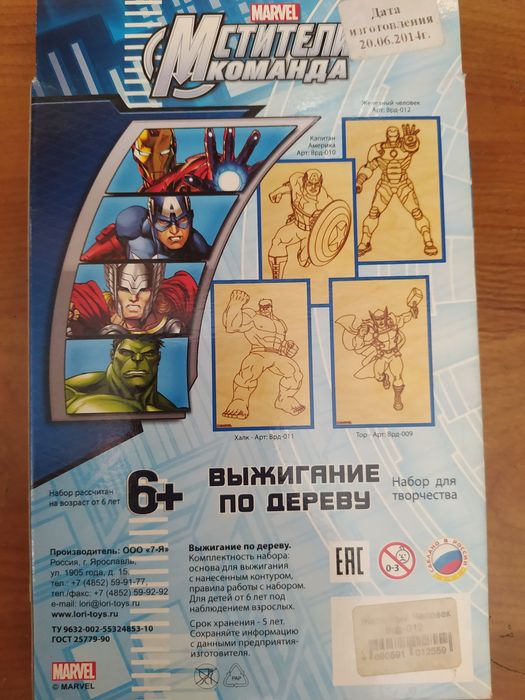 MARVEL
МСТИТЕЛИ
КОМАНДА
Дата
изготовления
20.06.2014г.
Железный человек
Арт: Врд-012
Капитан
Америка
Арт: Врд-010
Халк - Арт: Врд-011
Тор - Арт: Врд-009
Набор рассчитан
на возраст от 6 лет
6+
ВЫЖИГАНИЕ
ПО ДЕРЕВУ
Набор для
творчества
Производитель: ООО «7-Я»
Россия, г. Ярославль,
ул. 1905 года, д. 15
тел.: +7 (4852) 59-91-77,
тел./факс: +7 (4852) 59-92-92
e-mail: lori@lori-toys.ru
www.lori-toys.ru
ТУ 9632-002-55324853-10
ГОСТ 25779-90
Выжигание по дереву.
Комплектность набора:
основа для выжигания
с нанесенным контуром,
правила работы с набором.
Для детей от 6 лет под
наблюдением взрослых.
Срок хранения - 5 лет.
Сохраняйте информацию
с данными предприятия-
изготовителя.
EAC
0-3
СДЕЛАНО В РОССИИ
MARVEL
© MARVEL
PAP